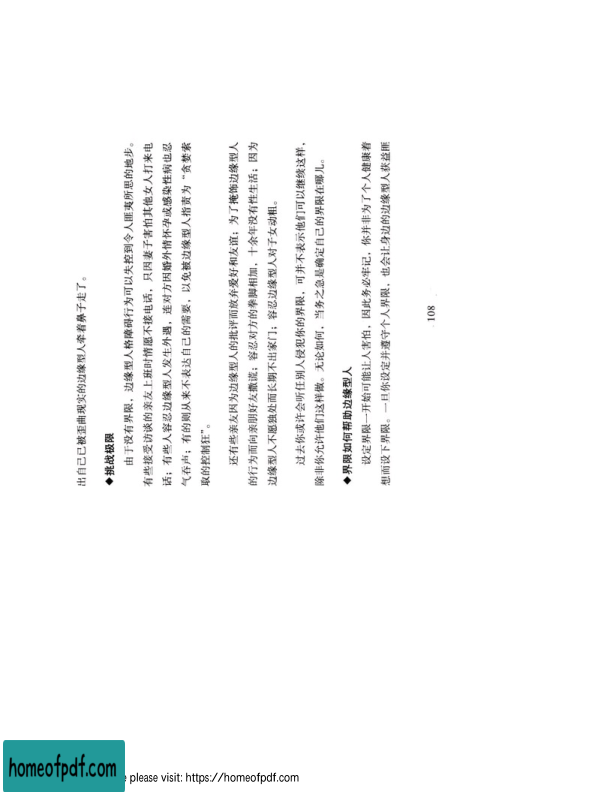 出自己已被歪曲现实的边缘型人牵着鼻子走了。
◆挑战极限
由于没有界限，边缘型人格障碍行为可以失控到令人匪夷所思的地步。
有些接受访谈的亲友上班时情愿不接电话，只因妻子害怕其他女人打来电
话；有些人容忍边缘型人发生外遇，连对方因婚外情怀孕或感染性病也忍
气吞声；有的则从来不表达自己的需要，以免被边缘型人指责为“贪婪索
取的控制狂”。
还有些亲友因为边缘型人的批评而放弃爱好和友谊；为了掩饰边缘型人
的行为而向亲朋好友撒谎；容忍对方的拳脚相加，十余年没有性生活；因为
边缘型人不愿独处而长期不出家门；容忍边缘型人对子女动粗。
过去你或许会听任别人侵犯你的界限，可并不表示他们可以继续这样，
除非你允许他们这样做。无论如何，当务之急是确定自己的界限在哪儿。
◆界限如何帮助边缘型人
设定界限一开始可能让人害怕，因此务必牢记，你并非为了个人健康着
想而设下界限。一旦你设定并遵守个人界限，也会让身边的边缘型人获益匪
108
homeofpdf.com
please visit: https://homeofpdf.com